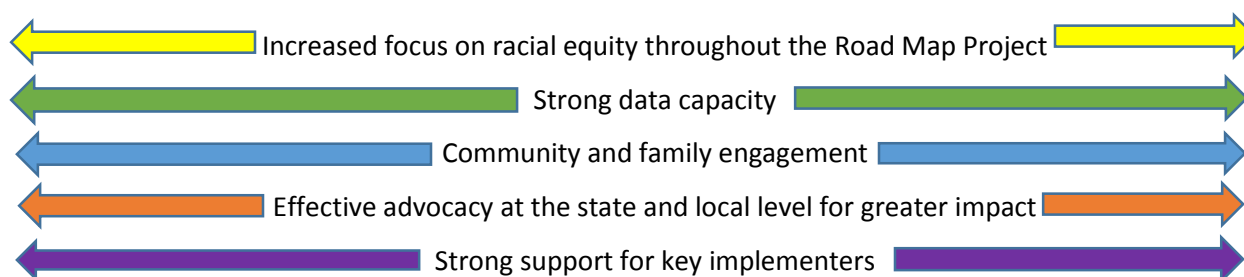 Increased focus on racial equity throughout the Road Map Project
Strong data capacity
Community and family engagement
Effective advocacy at the state and local level for greater impact
Strong support for key implementers